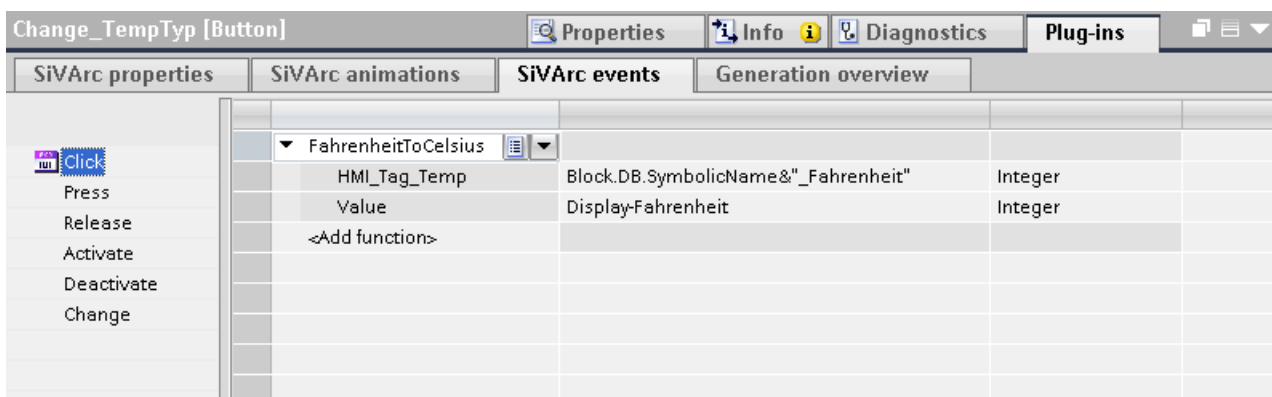 Change_TempTyp [Button]
Properties
Info
Diagnostics
Plug-ins
SiVArc properties
SiVArc animations
SiVArc events
Generation overview
Click
Press
Release
Activate
Deactivate
Change
FahrenheitToCelsius
HMI_Tag_Temp Block.DB.SymbolicName&"_Fahrenheit" Integer
Value Display-Fahrenheit Integer
<Add function>